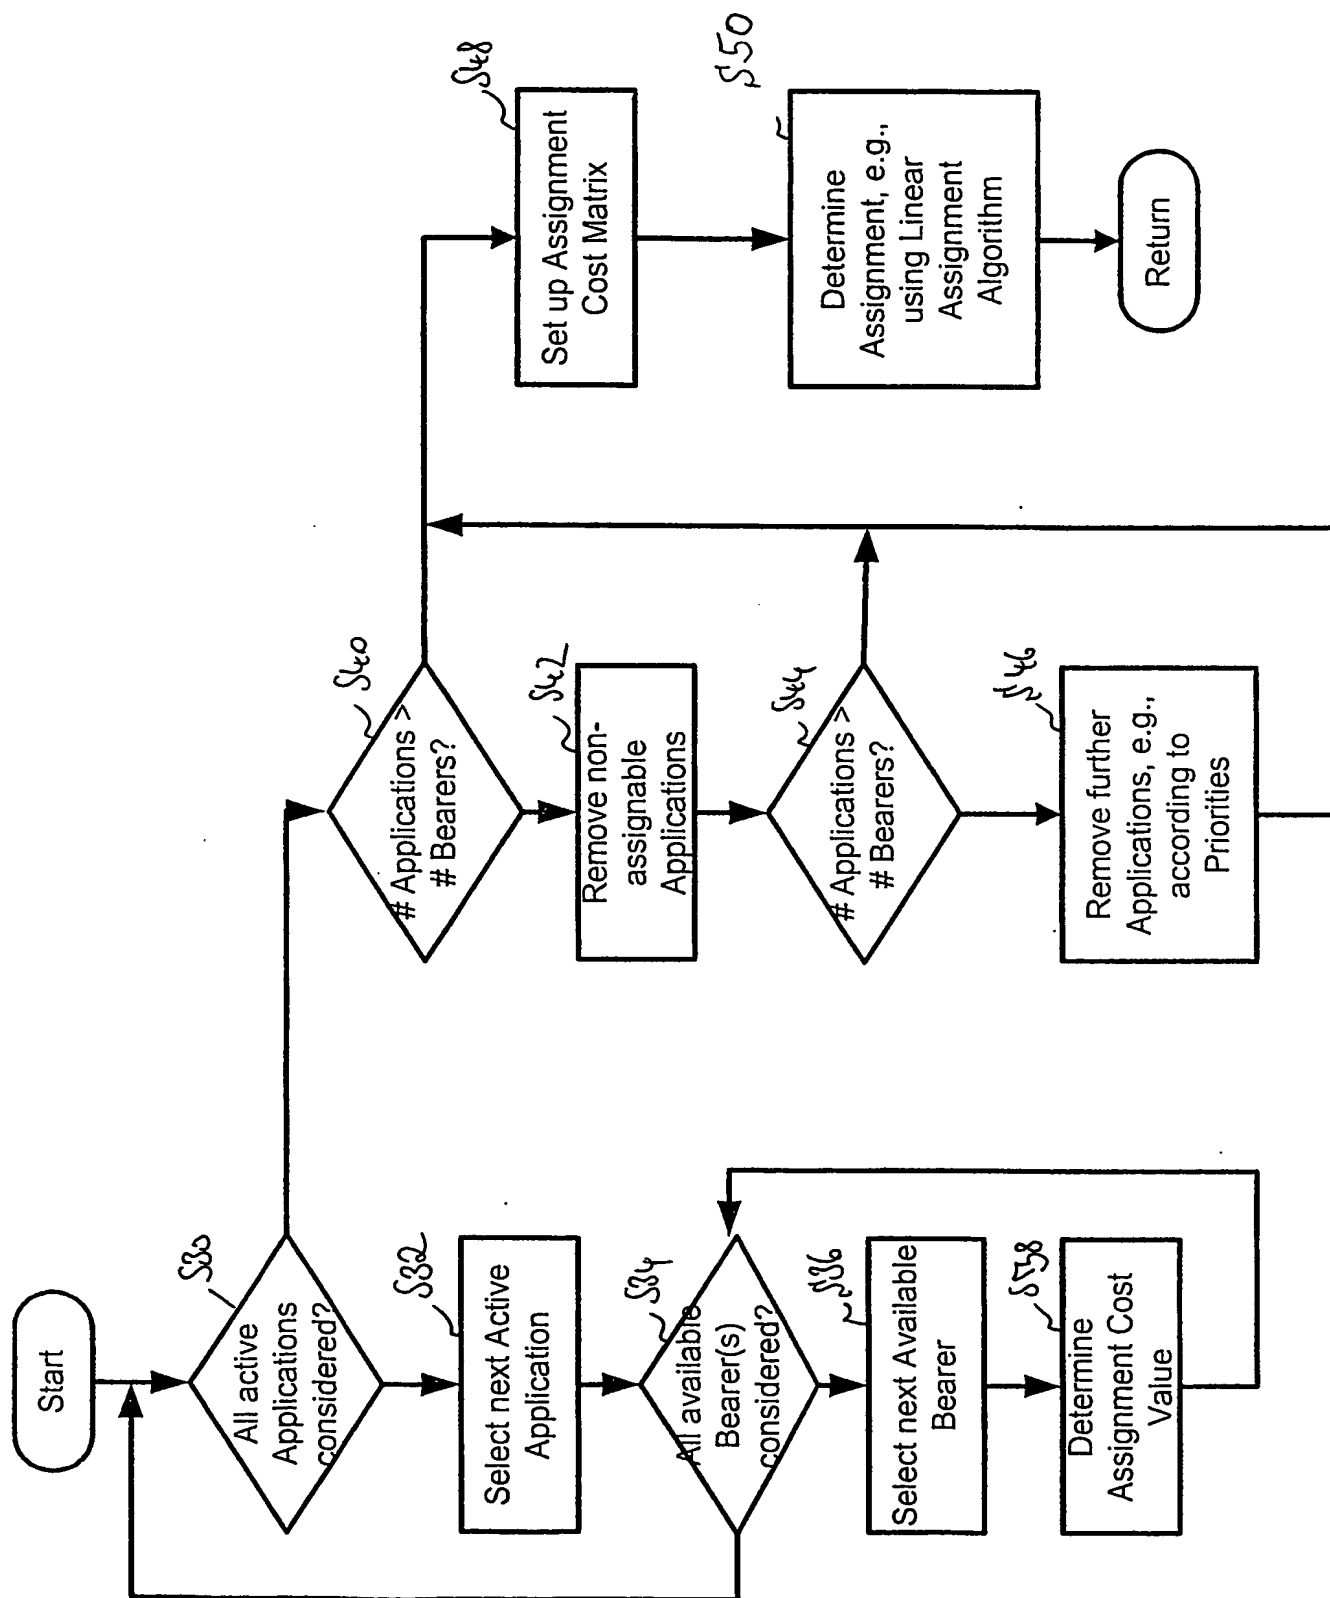 Start
S30
All active
Applications
considered?
S32
Select next Active
Application
S34
All available
Bearer(s)
considered?
S36
Select next Available
Bearer
S38
Determine
Assignment Cost
Value
S40
# Applications >
# Bearers?
S42
Remove non-
assignable
Applications
S44
# Applications >
# Bearers?
S46
Remove further
Applications, e.g.,
according to
Priorities
S48
Set up Assignment
Cost Matrix
S50
Determine
Assignment, e.g.,
using Linear
Assignment
Algorithm
Return